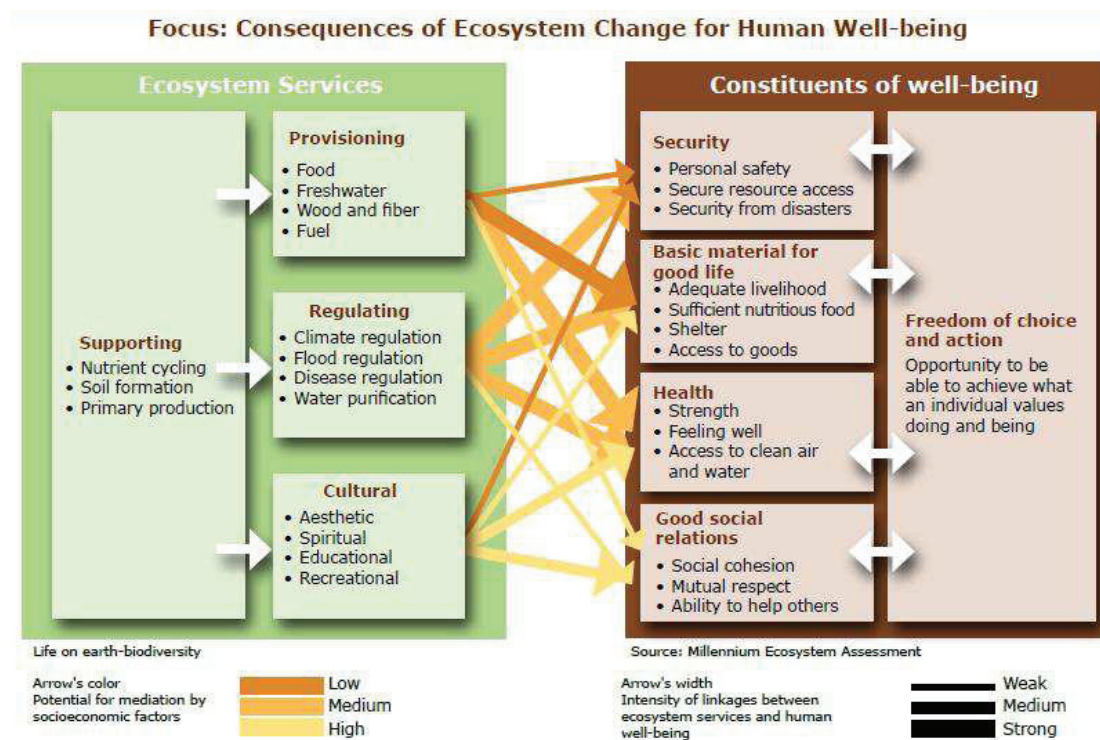 Focus: Consequences of Ecosystem Change for Human Well-being
Ecosystem Services
Supporting
• Nutrient cycling
• Soil formation
• Primary production
Provisioning
• Food
• Freshwater
• Wood and fiber
• Fuel
Regulating
• Climate regulation
• Flood regulation
• Disease regulation
• Water purification
Cultural
• Aesthetic
• Spiritual
• Educational
• Recreational
Constituents of well-being
Security
• Personal safety
• Secure resource access
• Security from disasters
Basic material for
good life
• Adequate livelihood
• Sufficient nutritious food
• Shelter
• Access to goods
Health
• Strength
• Feeling well
• Access to clean air
and water
Good social
relations
• Social cohesion
• Mutual respect
• Ability to help others
Freedom of choice
and action
Opportunity to be
able to achieve what
an individual values
doing and being
Life on earth-biodiversity
Source: Millennium Ecosystem Assessment
Arrow's color
Potential for mediation by
socioeconomic factors
Low
Medium
High
Arrow's width
Intensity of linkages between
ecosystem services and human
well-being
Weak
Medium
Strong